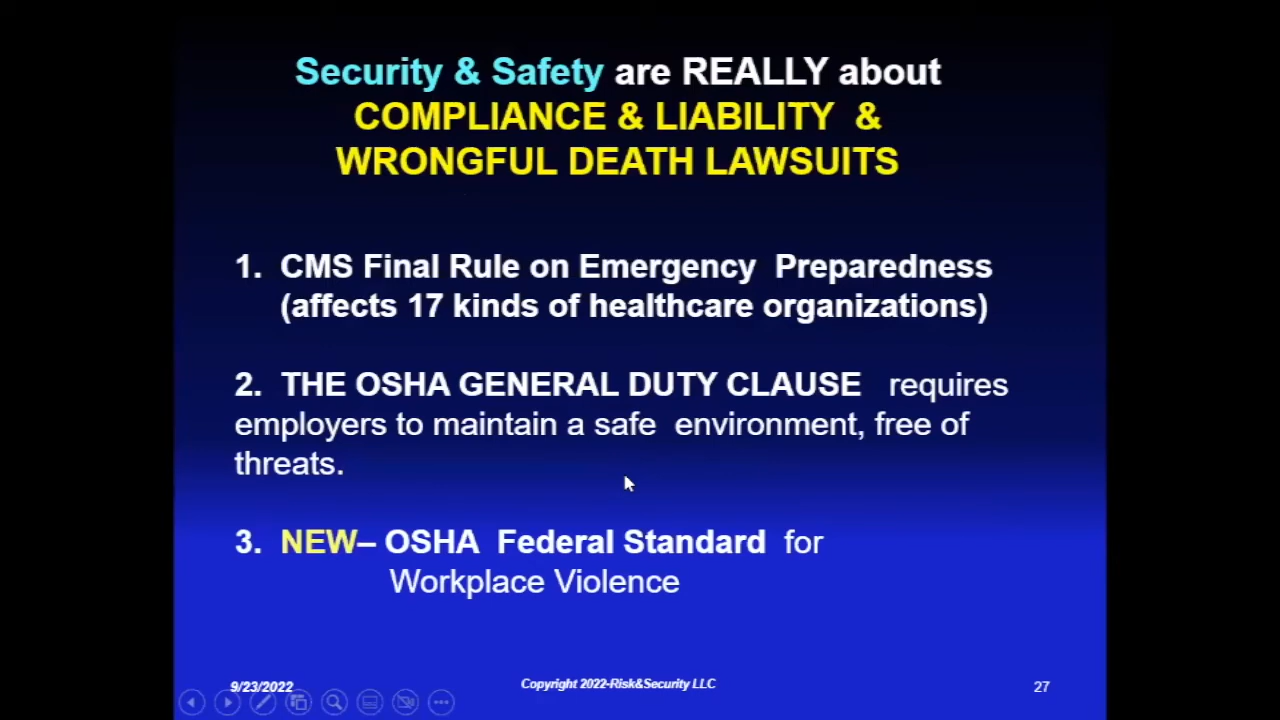 Security & Safety are REALLY about
COMPLIANCE & LIABILITY &
WRONGFUL DEATH LAWSUITS
1. CMS Final Rule on Emergency Preparedness
(affects 17 kinds of healthcare organizations)
2. THE OSHA GENERAL DUTY CLAUSE requires
employers to maintain a safe environment, free of
threats.
3. NEW– OSHA Federal Standard for
Workplace Violence
9/23/2022
Copyright 2022-Risk&Security LLC
27